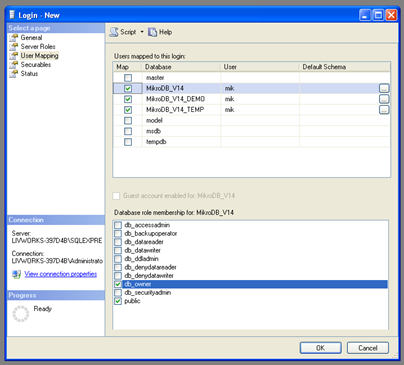 Login - New
Select a page
General
Server Roles
User Mapping
Securables
Status
Script
Help
Users mapped to this login:
Map Database User Default Schema
master
MikroDB_V14 mik ...
MikroDB_V14_DEMO mik ...
MikroDB_V14_TEMP mik ...
model
msdb
tempdb
Guest account enabled for: MikroDB_V14
Database role membership for: MikroDB_V14
db_accessadmin
db_backupoperator
db_datareader
db_datawriter
db_ddladmin
db_denydatareader
db_denydatawriter
db_owner
db_securityadmin
public
Connection
Server:
LIVWORKS-397D4B\SQLEXPRE
Connection:
LIVWORKS-397D4B\Administrato
View connection properties
Progress
Ready
OK
Cancel